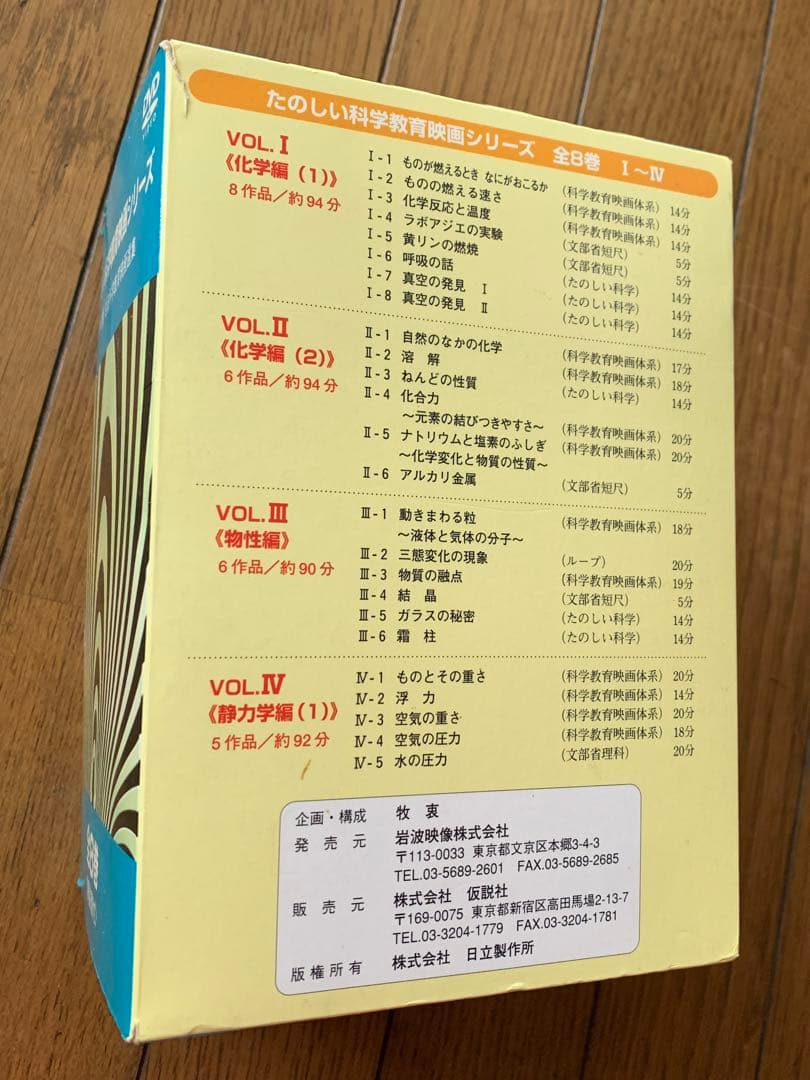 たのしい科学教育映画シリーズ 全8巻 Ⅰ～Ⅳ
VOL.Ⅰ
《化学編(1)》
8作品／約94分
Ⅰ-1 ものが燃えるとき なにがおこるか (科学教育映画体系) 14分
Ⅰ-2 ものの燃える速さ (科学教育映画体系) 14分
Ⅰ-3 化学反応と温度 (科学教育映画体系) 14分
Ⅰ-4 ラボアジエの実験 (文部省短尺) 5分
Ⅰ-5 黄リンの燃焼 (文部省短尺) 5分
Ⅰ-6 呼吸の話 (たのしい科学) 14分
Ⅰ-7 真空の発見 Ⅰ (たのしい科学) 14分
Ⅰ-8 真空の発見 Ⅱ (たのしい科学) 14分
VOL.Ⅱ
《化学編(2)》
6作品／約94分
Ⅱ-1 自然のなかの化学 (科学教育映画体系) 17分
Ⅱ-2 溶 解 (科学教育映画体系) 18分
Ⅱ-3 ねんどの性質 (たのしい科学) 14分
Ⅱ-4 化合力
～元素の結びつきやすさ～ (科学教育映画体系) 20分
Ⅱ-5 ナトリウムと塩素のふしぎ (科学教育映画体系) 20分
～化学変化と物質の性質～
Ⅱ-6 アルカリ金属 (文部省短尺) 5分
VOL.Ⅲ
《物性編》
6作品／約90分
Ⅲ-1 動きまわる粒 (科学教育映画体系) 18分
～液体と気体の分子～
Ⅲ-2 三態変化の現象 (ループ) 20分
Ⅲ-3 物質の融点 (科学教育映画体系) 19分
Ⅲ-4 結 晶 (文部省短尺) 5分
Ⅲ-5 ガラスの秘密 (たのしい科学) 14分
Ⅲ-6 霜 柱 (たのしい科学) 14分
VOL.Ⅳ
《静力学編(1)》
5作品／約92分
Ⅳ-1 ものとその重さ (科学教育映画体系) 20分
Ⅳ-2 浮 力 (科学教育映画体系) 14分
Ⅳ-3 空気の重さ (科学教育映画体系) 20分
Ⅳ-4 空気の圧力 (科学教育映画体系) 18分
Ⅳ-5 水の圧力 (文部省理科) 20分
企画・構成 牧 衷
発 売 元 岩波映像株式会社
〒113-0033 東京都文京区本郷3-4-3
TEL.03-5689-2601 FAX.03-5689-2685
販 売 元 株式会社 仮説社
〒169-0075 東京都新宿区高田馬場2-13-7
TEL.03-3204-1779 FAX.03-3204-1781
版権所有 株式会社 日立製作所
DVD
映画シリーズ